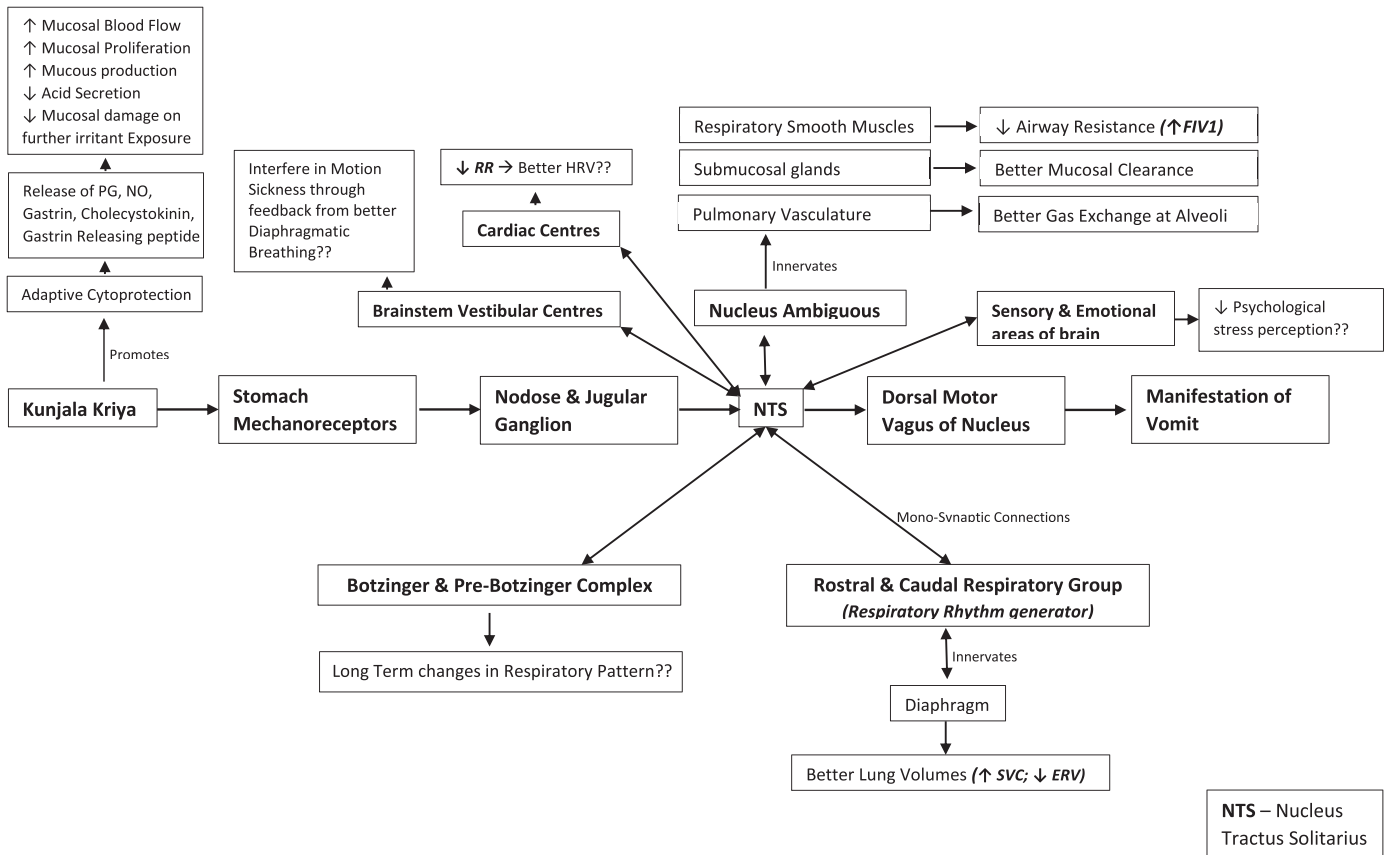 ↑ Mucosal Blood Flow
↑ Mucosal Proliferation
↑ Mucous production
↓ Acid Secretion
↓ Mucosal damage on
further irritant Exposure
Release of PG, NO,
Gastrin, Cholecystokinin,
Gastrin Releasing peptide
Adaptive Cytoprotection
Promotes
Kunjala Kriya
Interfere in Motion
Sickness through
feedback from better
Diaphragmatic
Breathing??
Brainstem Vestibular Centres
↓ RR → Better HRV??
Cardiac Centres
Respiratory Smooth Muscles
↓ Airway Resistance (↑FIV1)
Submucosal glands
Better Mucosal Clearance
Pulmonary Vasculature
Better Gas Exchange at Alveoli
Innervates
Nucleus Ambiguous
Sensory & Emotional
areas of brain
↓ Psychological
stress perception??
Stomach
Mechanoreceptors
Nodose & Jugular
Ganglion
NTS
Dorsal Motor
Vagus of Nucleus
Manifestation of
Vomit
Mono-Synaptic Connections
Botzinger & Pre-Botzinger Complex
Long Term changes in Respiratory Pattern??
Rostral & Caudal Respiratory Group
(Respiratory Rhythm generator)
Innervates
Diaphragm
Better Lung Volumes (↑ SVC; ↓ ERV)
NTS – Nucleus
Tractus Solitarius